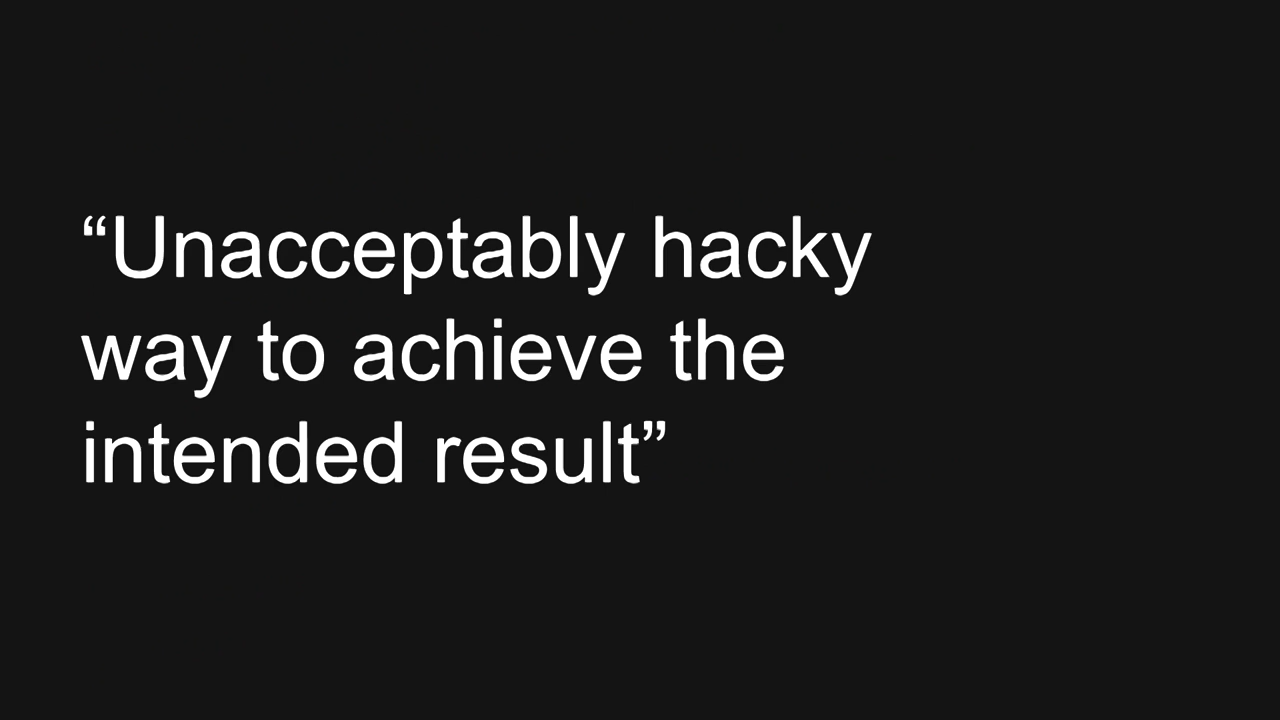 “Unacceptably hacky
way to achieve the
intended result”